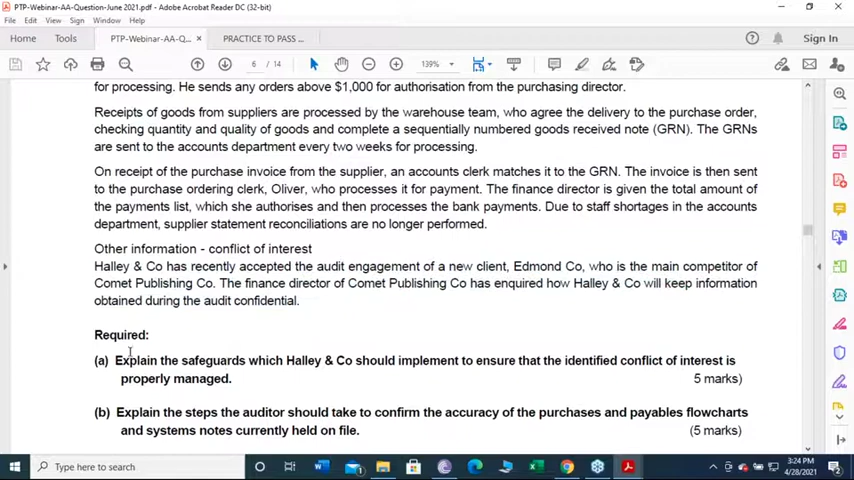 PTP-Webinar-AA-Question-June 2021.pdf - Adobe Acrobat Reader DC (32-bit)
File Edit View Sign Window Help
Home Tools PTP-Webinar-AA-Q... × PRACTICE TO PASS ... Sign In
6 / 14 139%
for processing. He sends any orders above $1,000 for authorisation from the purchasing director.
Receipts of goods from suppliers are processed by the warehouse team, who agree the delivery to the purchase order,
checking quantity and quality of goods and complete a sequentially numbered goods received note (GRN). The GRNs
are sent to the accounts department every two weeks for processing.
On receipt of the purchase invoice from the supplier, an accounts clerk matches it to the GRN. The invoice is then sent
to the purchase ordering clerk, Oliver, who processes it for payment. The finance director is given the total amount of
the payments list, which she authorises and then processes the bank payments. Due to staff shortages in the accounts
department, supplier statement reconciliations are no longer performed.
Other information - conflict of interest
Halley & Co has recently accepted the audit engagement of a new client, Edmond Co, who is the main competitor of
Comet Publishing Co. The finance director of Comet Publishing Co has enquired how Halley & Co will keep information
obtained during the audit confidential.
Required:
(a) Explain the safeguards which Halley & Co should implement to ensure that the identified conflict of interest is
properly managed. 5 marks)
(b) Explain the steps the auditor should take to confirm the accuracy of the purchases and payables flowcharts
and systems notes currently held on file. (5 marks)
Type here to search
3:24 PM
4/28/2021